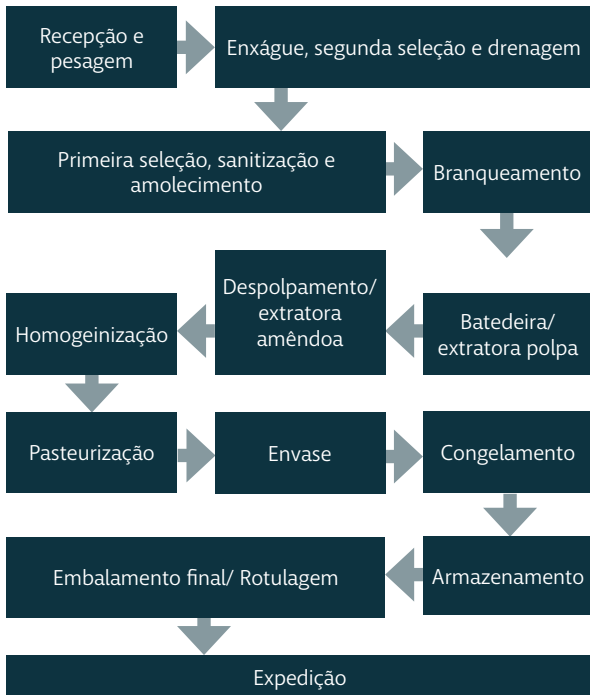 Recepção e
pesagem
Enxágue, segunda seleção e drenagem
Primeira seleção, sanitização e
amolecimento
Branqueamento
Despolpamento/
extratora
amêndoa
Batedeira/
extratora polpa
Homogeinização
Pasteurização
Envase
Congelamento
Embalamento final/ Rotulagem
Armazenamento
Expedição